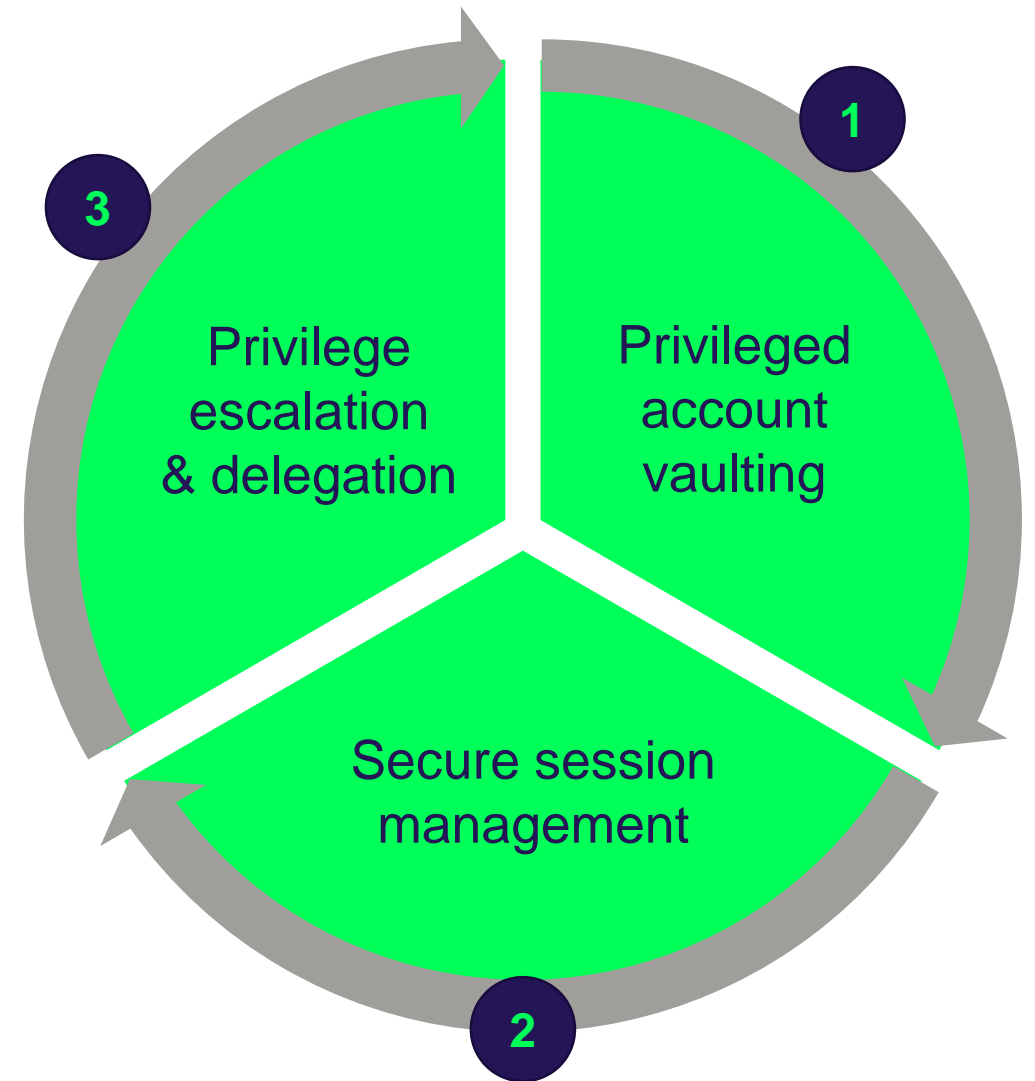 1
Privileged
account
vaulting
2
Secure session
management
3
Privilege
escalation
& delegation